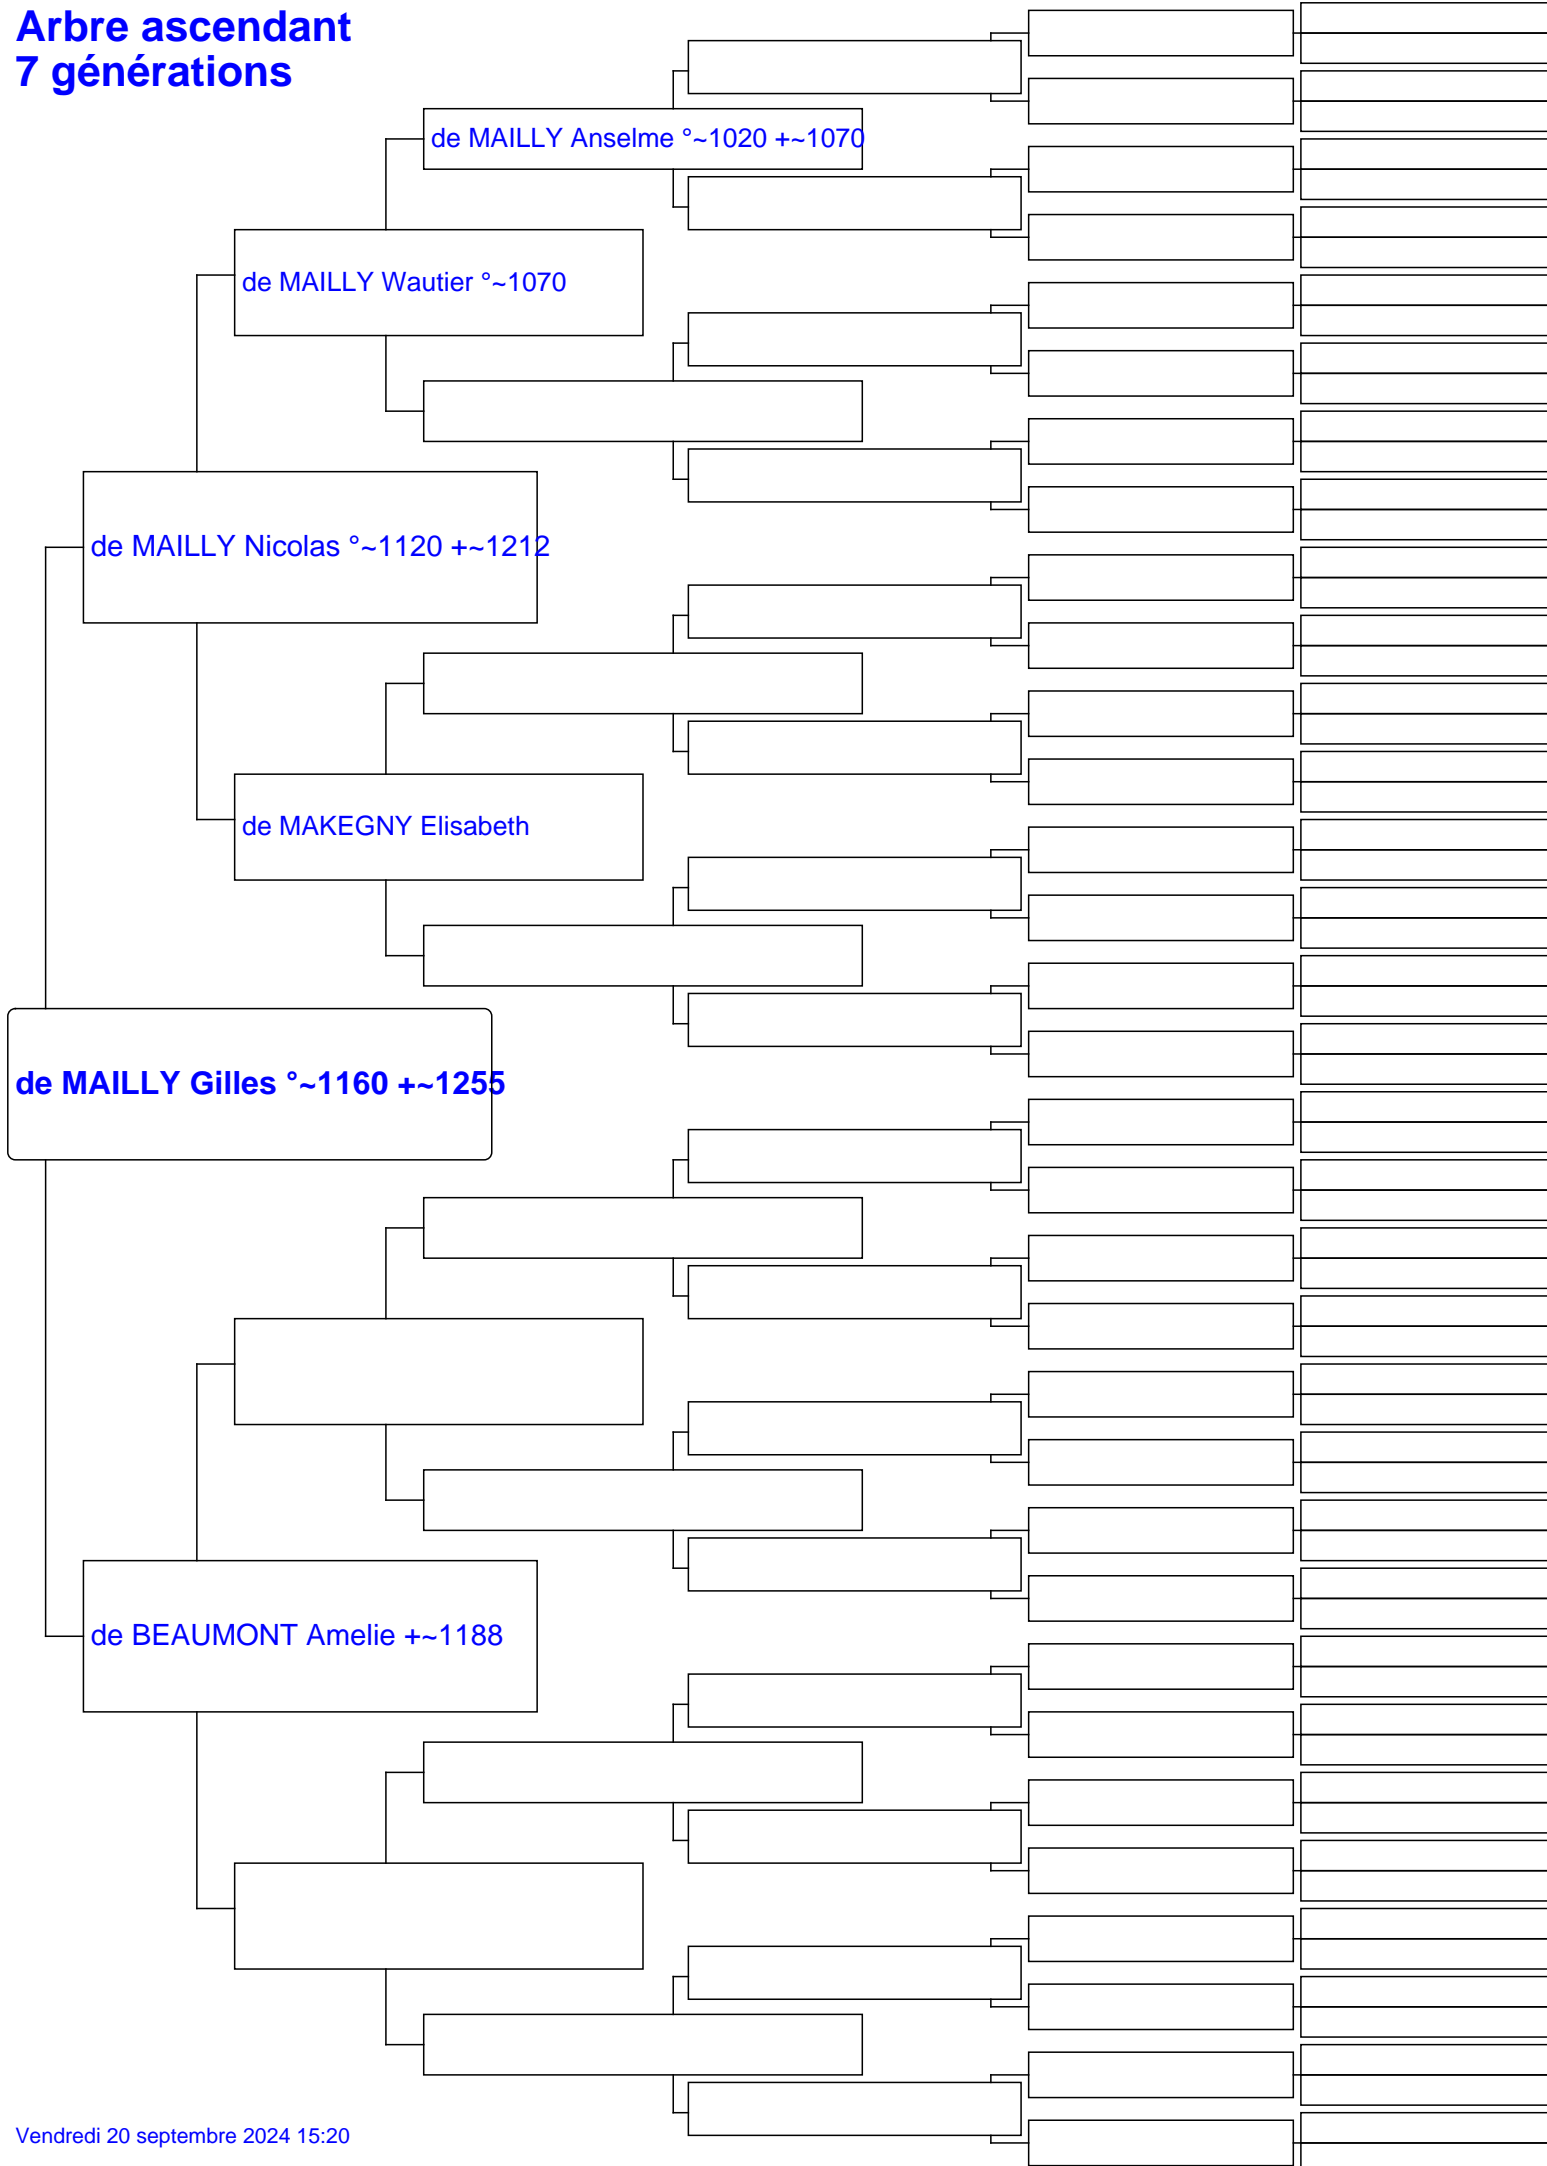 Arbre ascendant
7 générations
de MAILLY Anselme °~1020 +~1070
de MAILLY Wautier °~1070
de MAILLY Nicolas °~1120 +~1212
de MAKEGNY Elisabeth
de MAILLY Gilles °~1160 +~1255
de BEAUMONT Amelie +~1188
Vendredi 20 septembre 2024 15:20